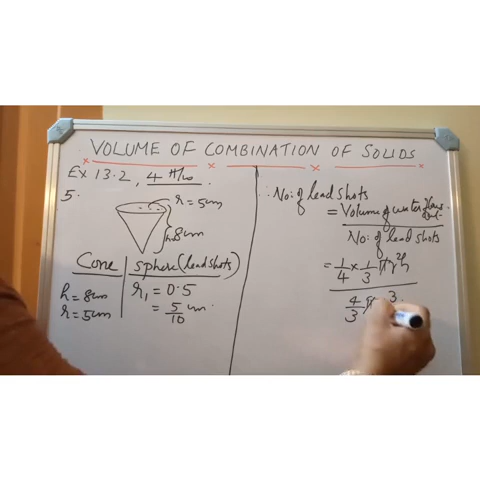 VOLUME OF COMBINATION OF SOLIDS
Ex 13.2,
5.
r = 5cm
h=8cm
Cone | sphere (lead shots)
h = 8cm
r = 5cm
r₁ = 0.5
= 5/10 cm.
∴ No: of lead shots
= Volume of water flows out.
No: of lead shots
= 1/4 × 1/3 πr²h
4/3 π 3